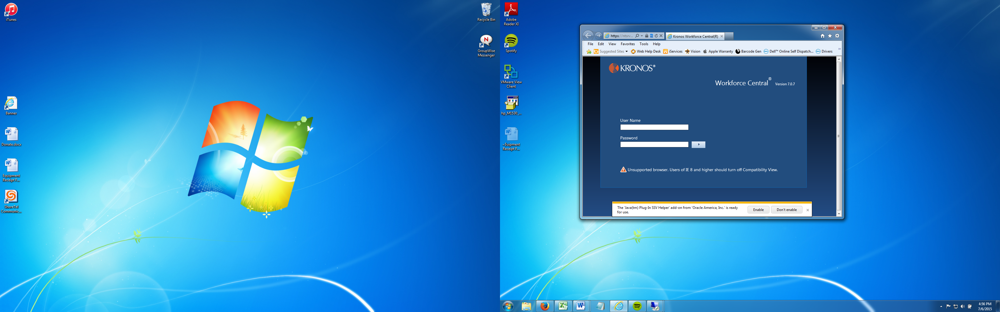 iTunes
Recycle Bin
GroupWise
Messenger
Banner
Donate.docx
Equipment
Receipt F...
ShoreTel
Communic...
Adobe
Reader XI
Spotify
VMware View
Client
hp_M1530_...
~$uipment
Receipt F...
https://ntsrv...
Kronos Workforce Central(R)
File Edit View Favorites Tools Help
Suggested Sites Web Help Desk iServices Vision Apple Warranty Barcode Gen Dell™ Online Self Dispatch... Drivers
KRONOS®
Workforce Central® Version 7.0.7
User Name
Password
Unsupported browser. Users of IE 8 and higher should turn off Compatibility View.
The 'Java(tm) Plug-In SSV Helper' add-on from 'Oracle America, Inc.' is ready
for use.
Enable
Don't enable
4:56 PM
7/6/2015